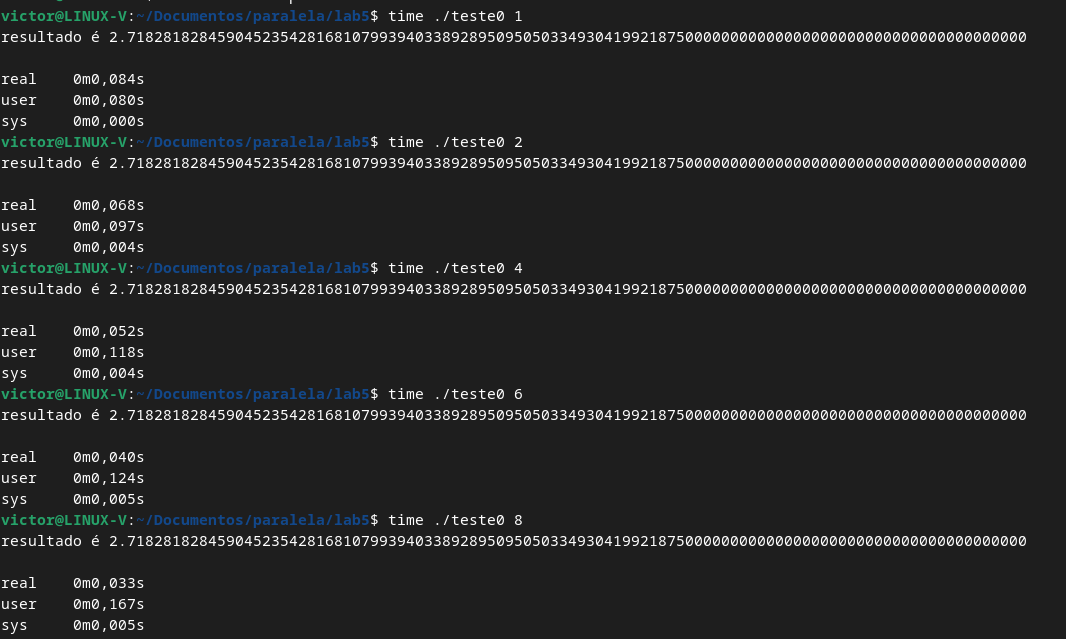 victor@LINUX-V:~/Documentos/paralela/lab5$ time ./teste0 1
resultado é 2.7182818284590452354281681079939403389289509505033493041992187500000000000000000000000000000000000000
real 0m0,084s
user 0m0,080s
sys 0m0,000s
victor@LINUX-V:~/Documentos/paralela/lab5$ time ./teste0 2
resultado é 2.7182818284590452354281681079939403389289509505033493041992187500000000000000000000000000000000000000
real 0m0,068s
user 0m0,097s
sys 0m0,004s
victor@LINUX-V:~/Documentos/paralela/lab5$ time ./teste0 4
resultado é 2.7182818284590452354281681079939403389289509505033493041992187500000000000000000000000000000000000000
real 0m0,052s
user 0m0,118s
sys 0m0,004s
victor@LINUX-V:~/Documentos/paralela/lab5$ time ./teste0 6
resultado é 2.7182818284590452354281681079939403389289509505033493041992187500000000000000000000000000000000000000
real 0m0,040s
user 0m0,124s
sys 0m0,005s
victor@LINUX-V:~/Documentos/paralela/lab5$ time ./teste0 8
resultado é 2.7182818284590452354281681079939403389289509505033493041992187500000000000000000000000000000000000000
real 0m0,033s
user 0m0,167s
sys 0m0,005s